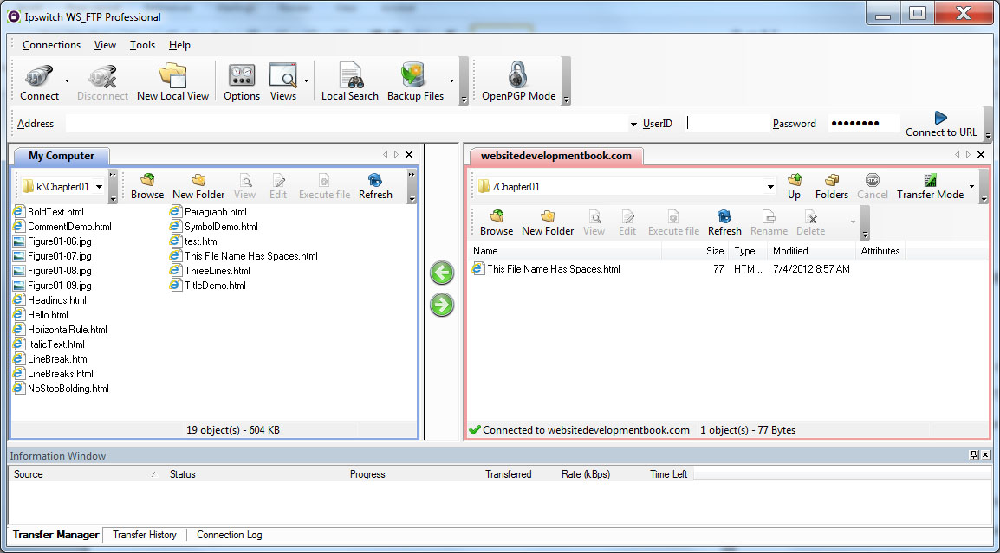 Ipswitch WS_FTP Professional
Connections View Tools Help
Connect Disconnect New Local View Options Views Local Search Backup Files OpenPGP Mode
Address UserID Password ●●●●●●●● Connect to URL
My Computer
k\Chapter01 Browse New Folder View Edit Execute file Refresh
BoldText.html Paragraph.html
CommentIDemo.html SymbolDemo.html
Figure01-06.jpg test.html
Figure01-07.jpg This File Name Has Spaces.html
Figure01-08.jpg ThreeLines.html
Figure01-09.jpg TitleDemo.html
Headings.html
Hello.html
HorizontalRule.html
ItalicText.html
LineBreak.html
LineBreaks.html
NoStopBolding.html
19 object(s) - 604 KB
websitedevelopmentbook.com
/Chapter01 Up Folders Cancel Transfer Mode
Browse New Folder View Edit Execute file Refresh Rename Delete
Name Size Type Modified Attributes
This File Name Has Spaces.html 77 HTM... 7/4/2012 8:57 AM
Connected to websitedevelopmentbook.com 1 object(s) - 77 Bytes
Information Window
Source Status Progress Transferred Rate (kBps) Time Left
Transfer Manager Transfer History Connection Log